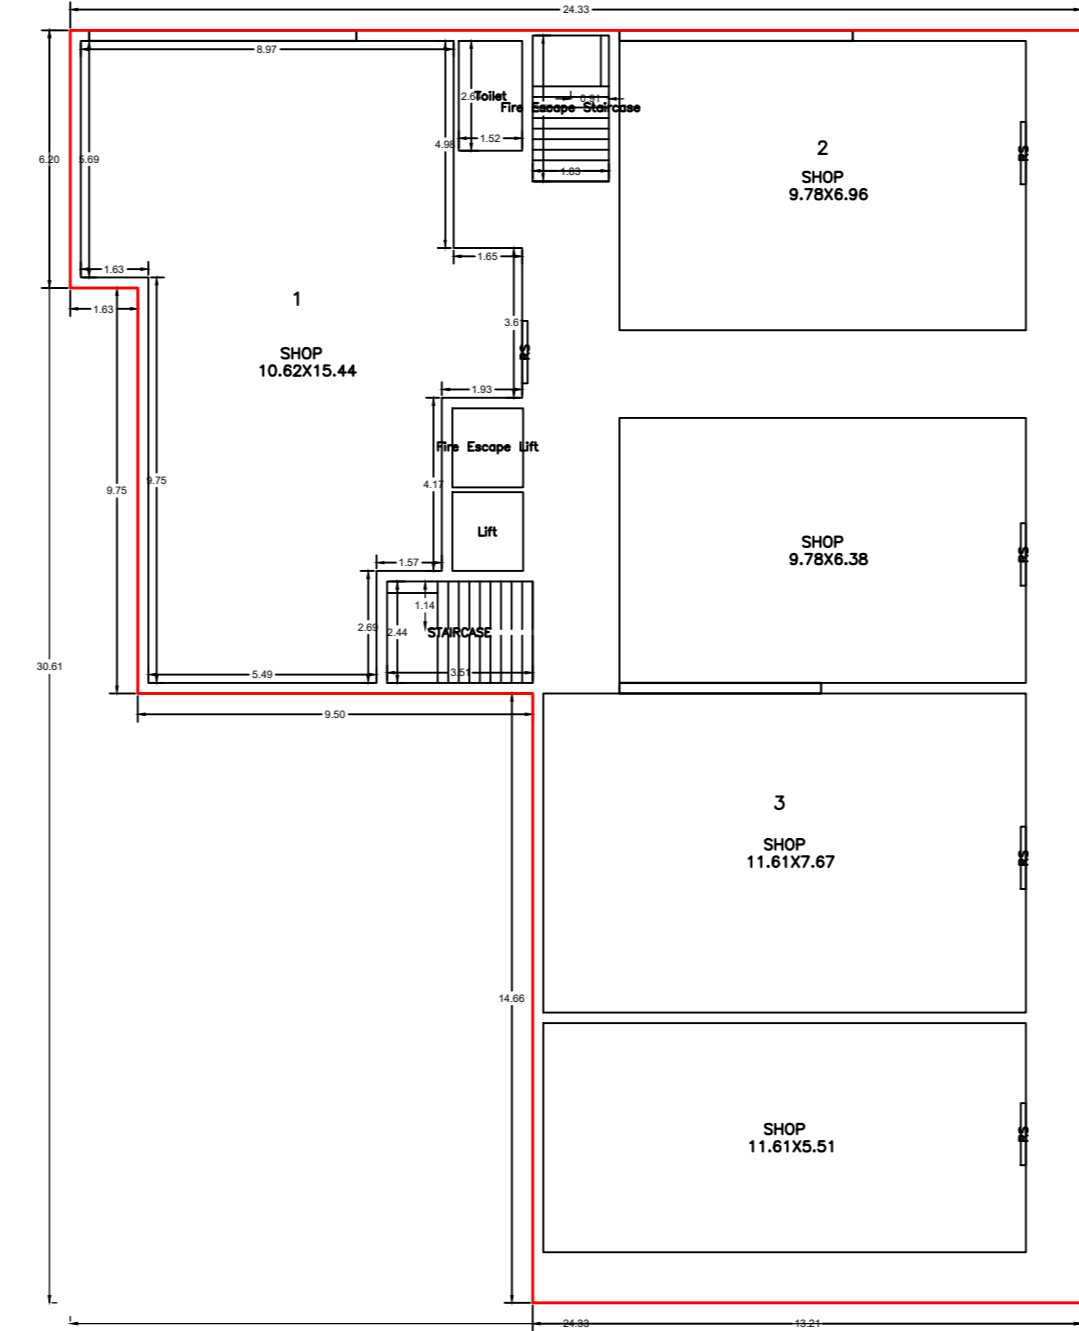 24.33
8.97
Toilet
2.6
Fire Escape Staircase
0.91
1.52
4.98
1.83
6.20
5.69
2
SHOP
9.78X6.96
RS
1.65
1.63
1.63
1
3.61
RS
SHOP
10.62X15.44
1.93
Fire Escape Lift
4.17
9.75
9.75
Lift
SHOP
9.78X6.38
RS
1.57
1.14
2.69
2.44
STAIRCASE
30.61
5.49
3.51
9.50
3
SHOP
11.61X7.67
RS
14.66
SHOP
11.61X5.51
RS
24.33
13.21